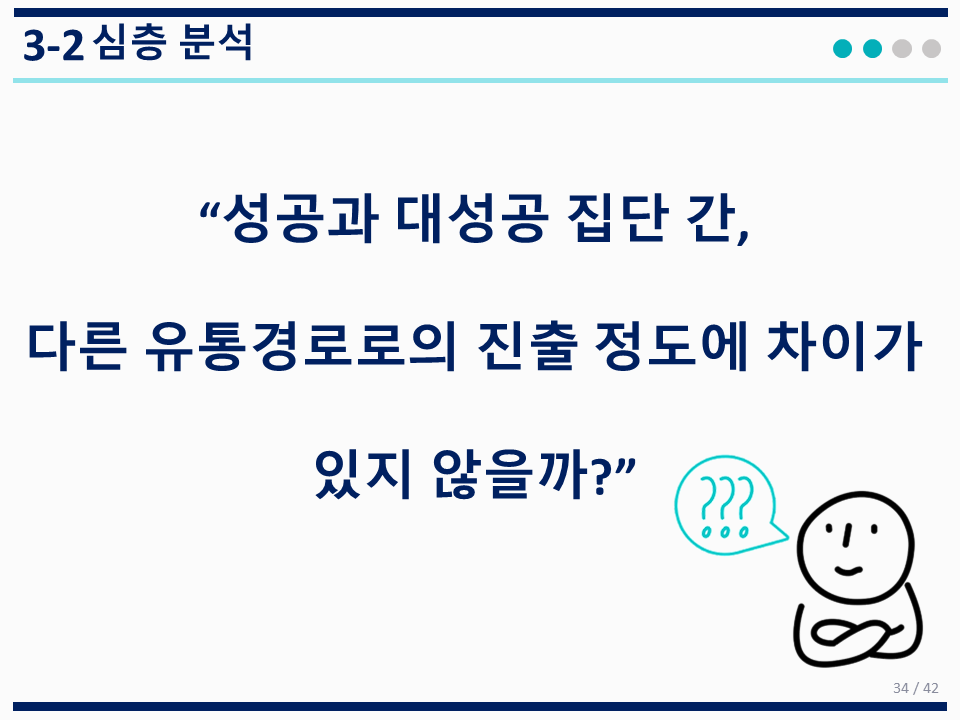 3-2 심층 분석
“성공과 대성공 집단 간,
다른 유통경로로의 진출 정도에 차이가
있지 않을까?”
???
34 / 42